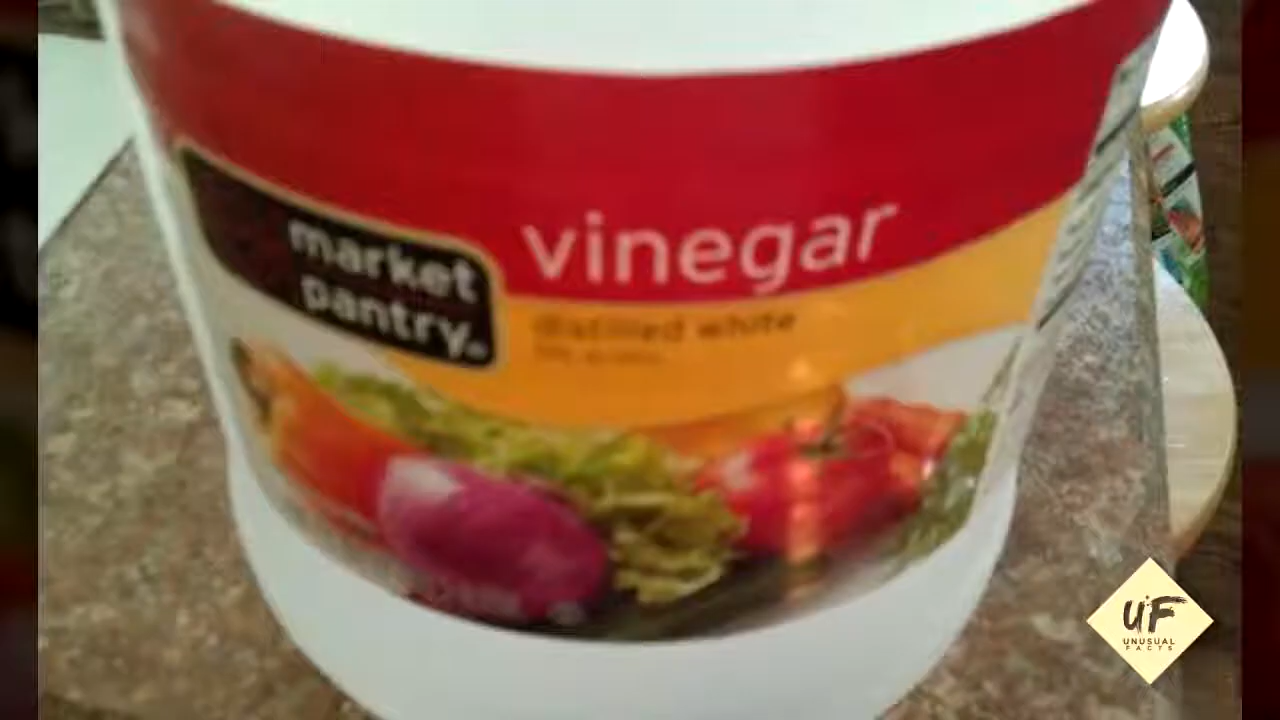 market
pantry®
vinegar
distilled white
UF
UNUSUAL
FACTS